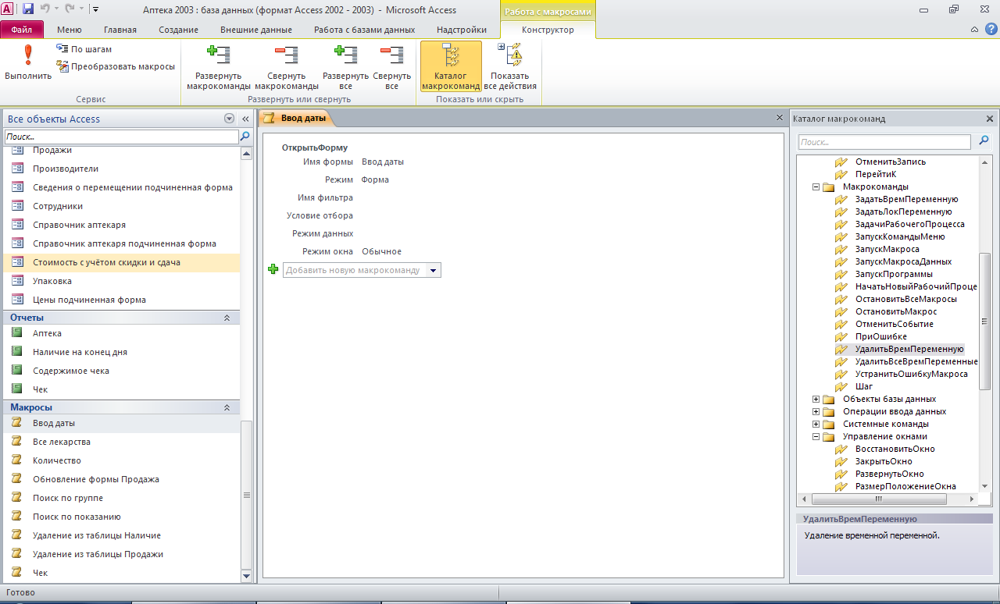 Аптека 2003 : база данных (формат Access 2002 - 2003) - Microsoft Access
Работа с макросами
Файл Меню Главная Создание Внешние данные Работа с базами данных Надстройки Конструктор
Выполнить
По шагам
Преобразовать макросы
Сервис
Развернуть макрокоманды
Свернуть макрокоманды
Развернуть все
Свернуть все
Развернуть или свернуть
Каталог макрокоманд
Показать все действия
Показать или скрыть
Все объекты Access
Поиск...
Продажи
Производители
Сведения о перемещении подчиненная форма
Сотрудники
Справочник аптекаря
Справочник аптекаря подчиненная форма
Стоимость с учётом скидки и сдача
Упаковка
Цены подчиненная форма
Отчеты
Аптека
Наличие на конец дня
Содержимое чека
Чек
Макросы
Ввод даты
Все лекарства
Количество
Обновление формы Продажа
Поиск по группе
Поиск по показанию
Удаление из таблицы Наличие
Удаление из таблицы Продажи
Чек
Ввод даты
ОткрытьФорму
Имя формы Ввод даты
Режим Форма
Имя фильтра
Условие отбора
Режим данных
Режим окна Обычное
Добавить новую макрокоманду
Каталог макрокоманд
Поиск...
ОтменитьЗапись
ПерейтиК
Макрокоманды
ЗадатьВремПеременную
ЗадатьЛокПеременную
ЗадачиРабочегоПроцесса
ЗапускКомандыМеню
ЗапускМакроса
ЗапускМакросаДанных
ЗапускПрограммы
НачатьНовыйРабочийПроце
ОстановитьВсеМакросы
ОстановитьМакрос
ОтменитьСобытие
ПриОшибке
УдалитьВремПеременную
УдалитьВсеВремПеременные
УстранитьОшибкуМакроса
Шаг
Объекты базы данных
Операции ввода данных
Системные команды
Управление окнами
ВосстановитьОкно
ЗакрытьОкно
РазвернутьОкно
РазмерПоложениеОкна
УдалитьВремПеременную
Удаление временной переменной.
Готово